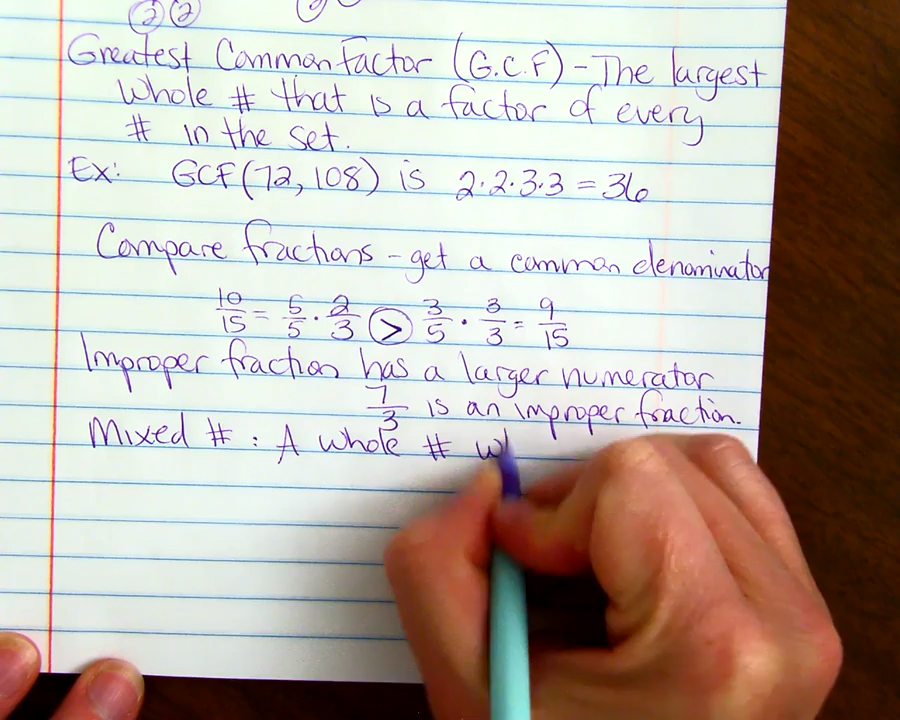 2 2
Greatest Common Factor (G.C.F) - The largest
Whole # that is a factor of every
# in the set.
Ex: GCF(72, 108) is 2·2·3·3 = 36
Compare fractions - get a common denominator
10/15 = 5/5 · 2/3 > 3/5 · 3/3 = 9/15
Improper fraction has a larger numerator
7/3 is an improper fraction.
Mixed # : A whole # w